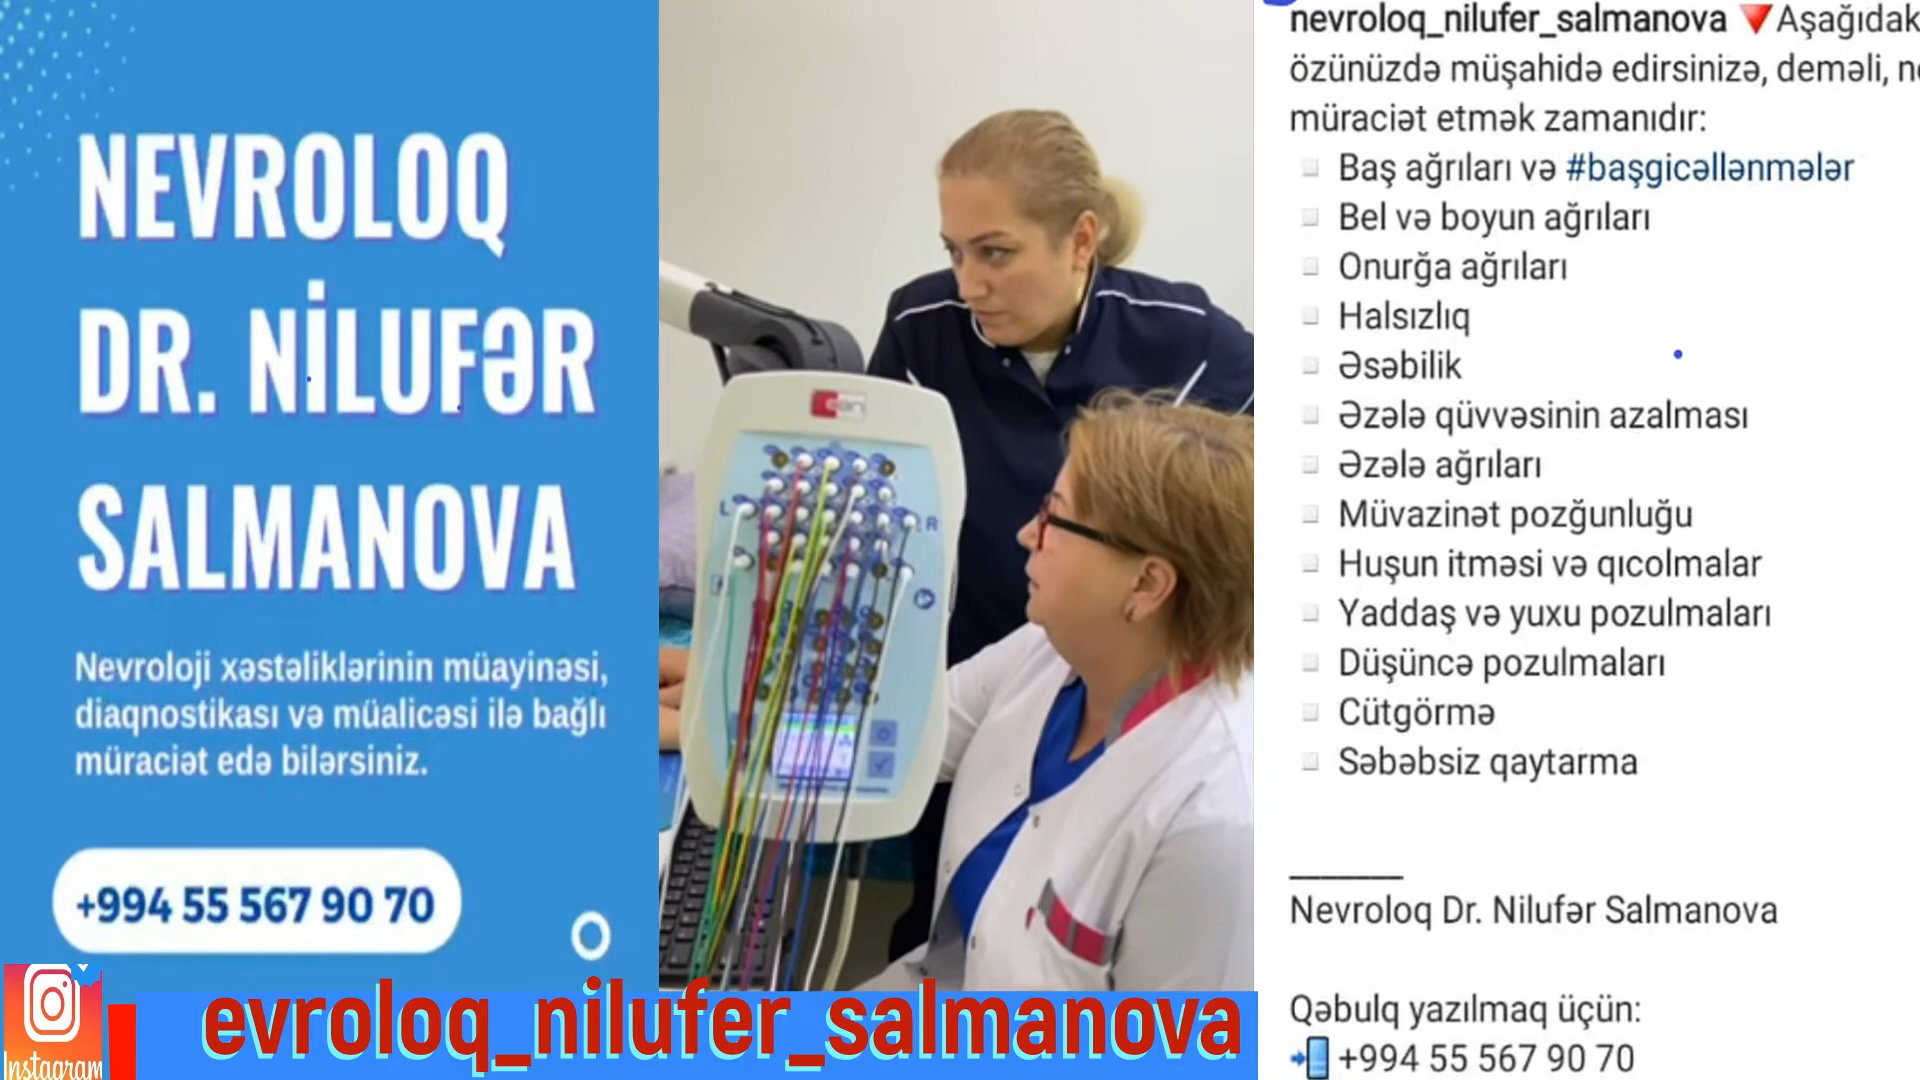 NEVROLOQ
DR. NİLUFƏR
SALMANOVA
Nevroloji xəstəliklərinin müayinəsi,
diaqnostikası və müalicəsi ilə bağlı
müraciət edə bilərsiniz.
+994 55 567 90 70
Instagram
evroloq_nilufer_salmanova
L
R
nevroloq_nilufer_salmanova 🔻Aşağıdak
özünüzdə müşahidə edirsinizə, deməli, ne
müraciət etmək zamanıdır:
▫️ Baş ağrıları və #başgicəllənmələr
▫️ Bel və boyun ağrıları
▫️ Onurğa ağrıları
▫️ Halsızlıq
▫️ Əsəbilik
▫️ Əzələ qüvvəsinin azalması
▫️ Əzələ ağrıları
▫️ Müvazinət pozğunluğu
▫️ Huşun itməsi və qıcolmalar
▫️ Yaddaş və yuxu pozulmaları
▫️ Düşüncə pozulmaları
▫️ Cütgörmə
▫️ Səbəbsiz qaytarma
_______
Nevroloq Dr. Nilufər Salmanova
Qəbulq yazılmaq üçün:
📲 +994 55 567 90 70